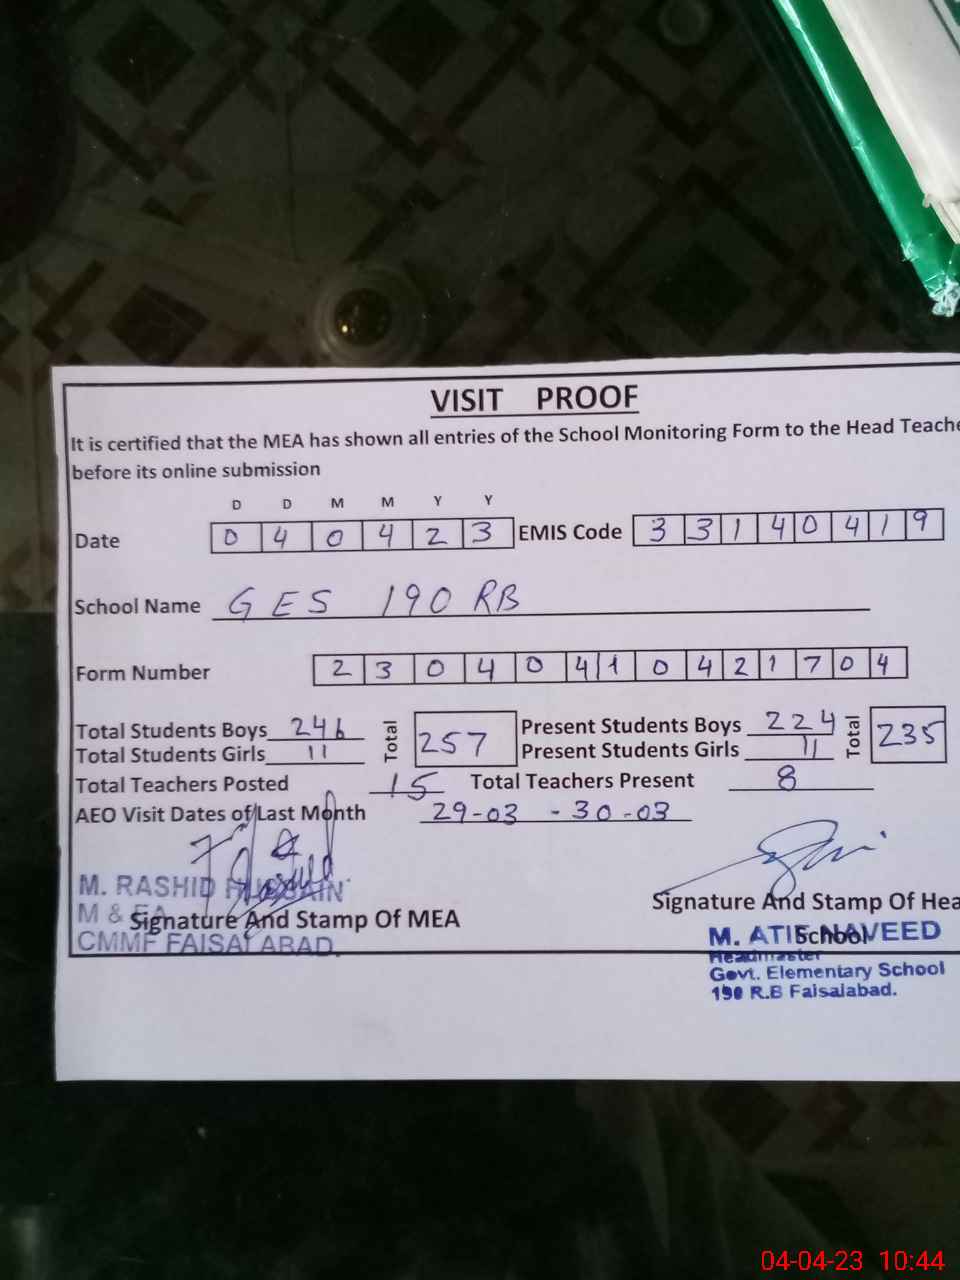 VISIT PROOF
It is certified that the MEA has shown all entries of the School Monitoring Form to the Head Teache
before its online submission
D D M M Y Y
Date 0 4 0 4 2 3 EMIS Code 3 3 1 4 0 4 1 9
School Name GES 190 RB
Form Number 2 3 0 4 0 4 1 0 4 2 1 7 0 4
Total Students Boys 246 Total 257 Present Students Boys 224 Total 235
Total Students Girls 11 Present Students Girls 11
Total Teachers Posted 15 Total Teachers Present 8
AEO Visit Dates of Last Month 29-03 - 30-03
M. RASHID HUSSAIN
M & EA
Signature And Stamp Of MEA
CMMF FAISALABAD.
Signature And Stamp Of Hea
School
M. ATIF NAVEED
Headmaster
Govt. Elementary School
190 R.B Faisalabad.
04-04-23 10:44